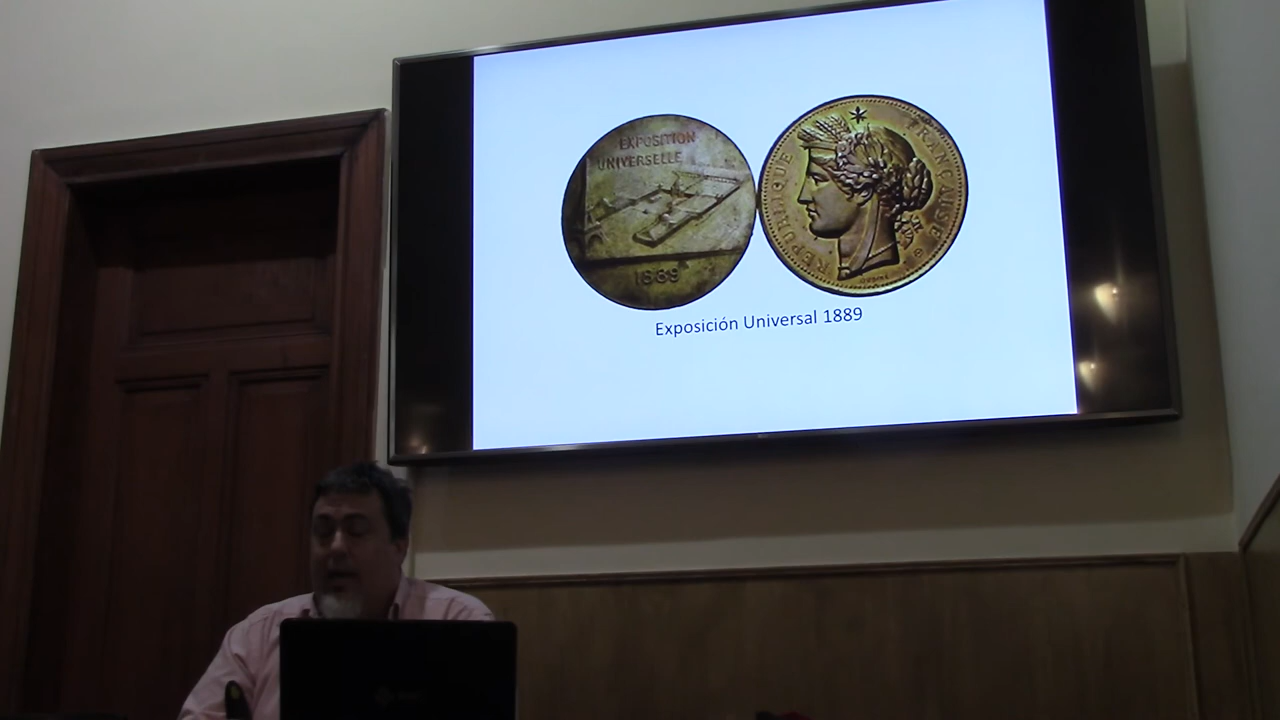 EXPOSITION
UNIVERSELLE
1889
REPUBLIQUE FRANÇAISE
Exposición Universal 1889